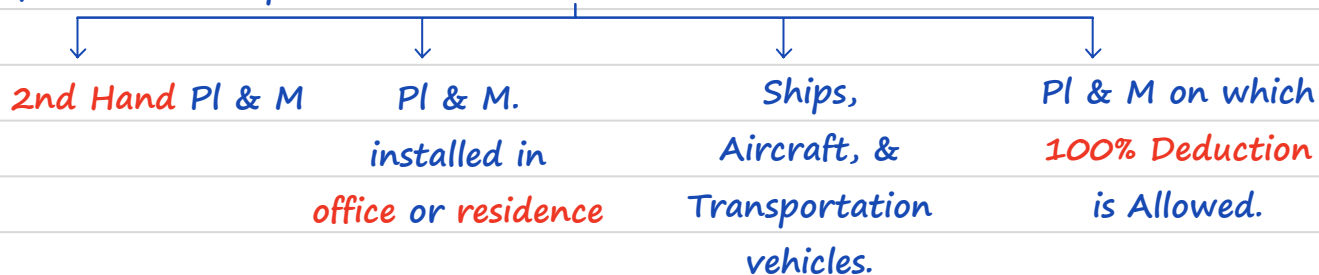 2nd Hand Pl & M
Pl & M.
installed in
office or residence
Ships,
Aircraft, &
Transportation
vehicles.
Pl & M on which
100% Deduction
is Allowed.